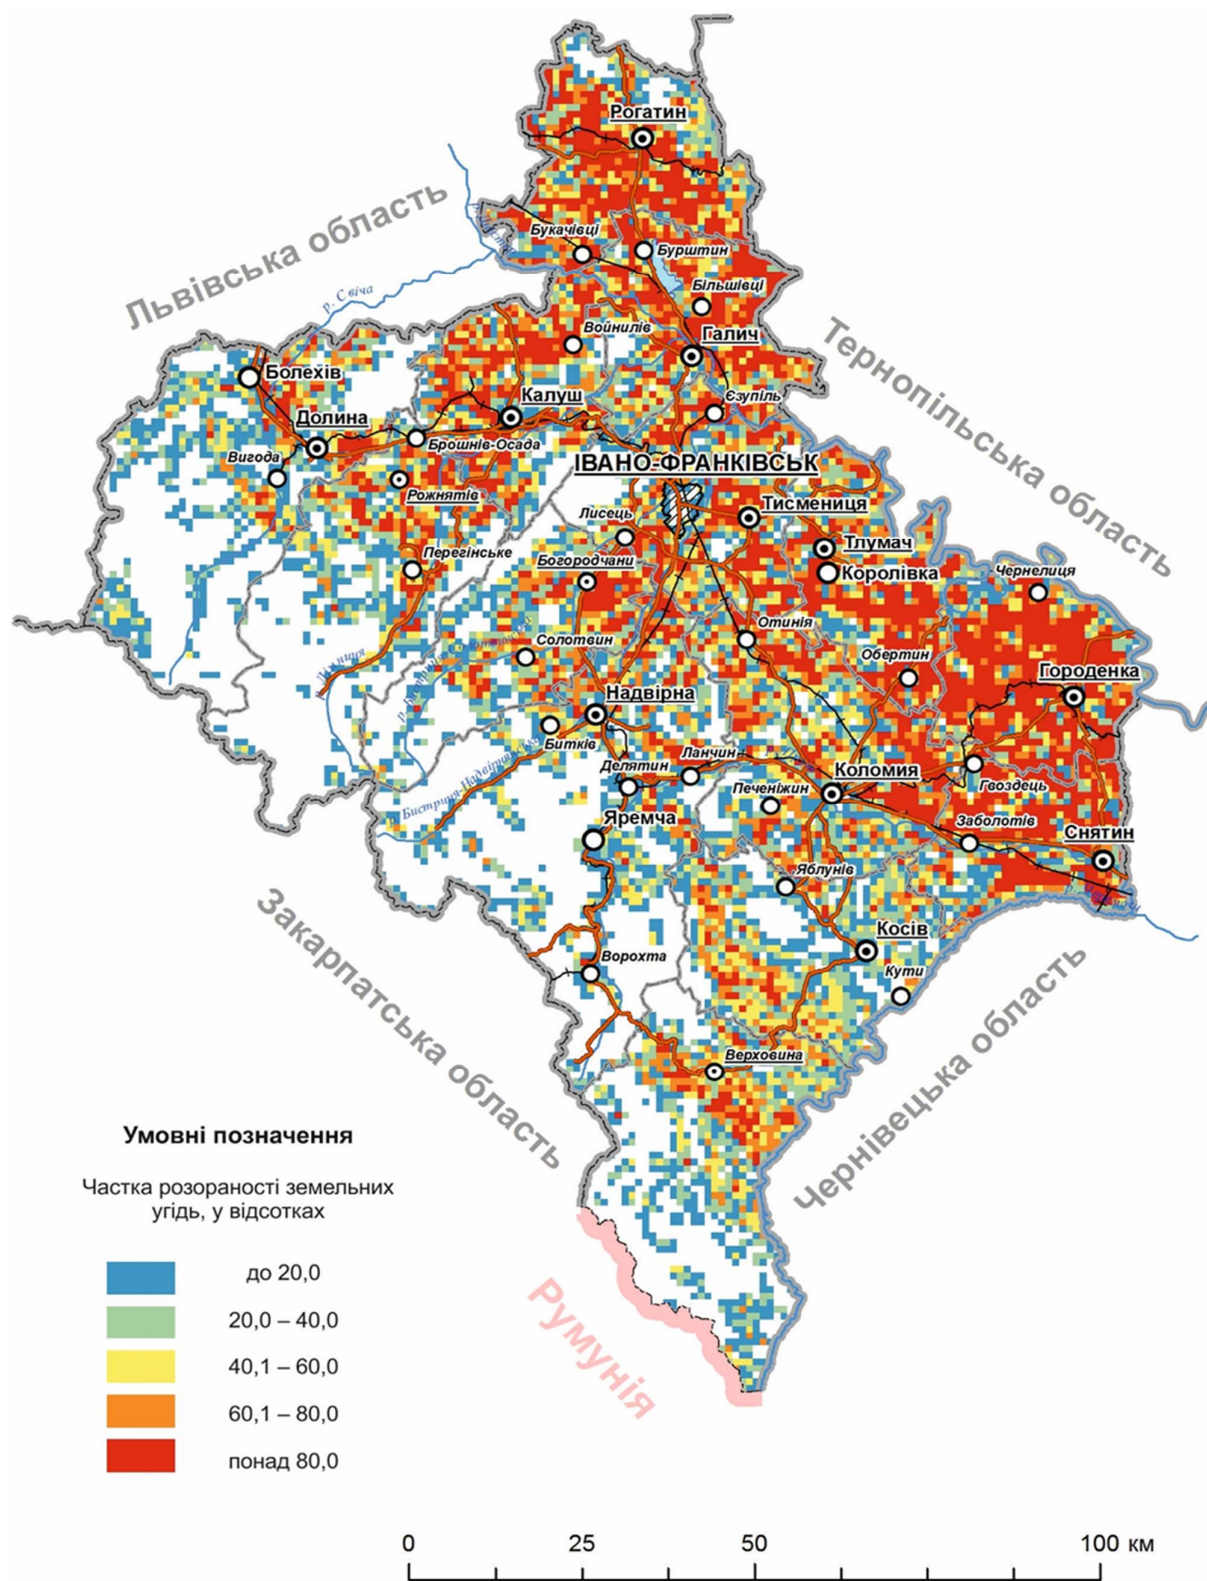 Рогатин
Львівська область
Букачівці
Бурштин
р. Свіча
Більшівці
Войнилів
Галич
Тернопільська область
Болехів
Калуш
Єзупіль
Долина
Брошнів-Осада
Вигода
ІВАНО-ФРАНКІВСЬК
Рожнятів
Тисмениця
Лисець
Тлумач
Перегінське
Богородчани
Королівка
Чернелиця
Отинія
Солотвин
Обертин
Городенка
Надвірна
Битків
Ланчин
Делятин
Коломия
Печеніжин
Гвоздець
Яремча
Заболотів
Снятин
Яблунів
Закарпатська область
Косів
Ворохта
Кути
Верховина
Чернівецька область
Румунія
Умовні позначення
Частка розораності земельних
угідь, у відсотках
до 20,0
20,0 – 40,0
40,1 – 60,0
60,1 – 80,0
понад 80,0
0 25 50 100 км